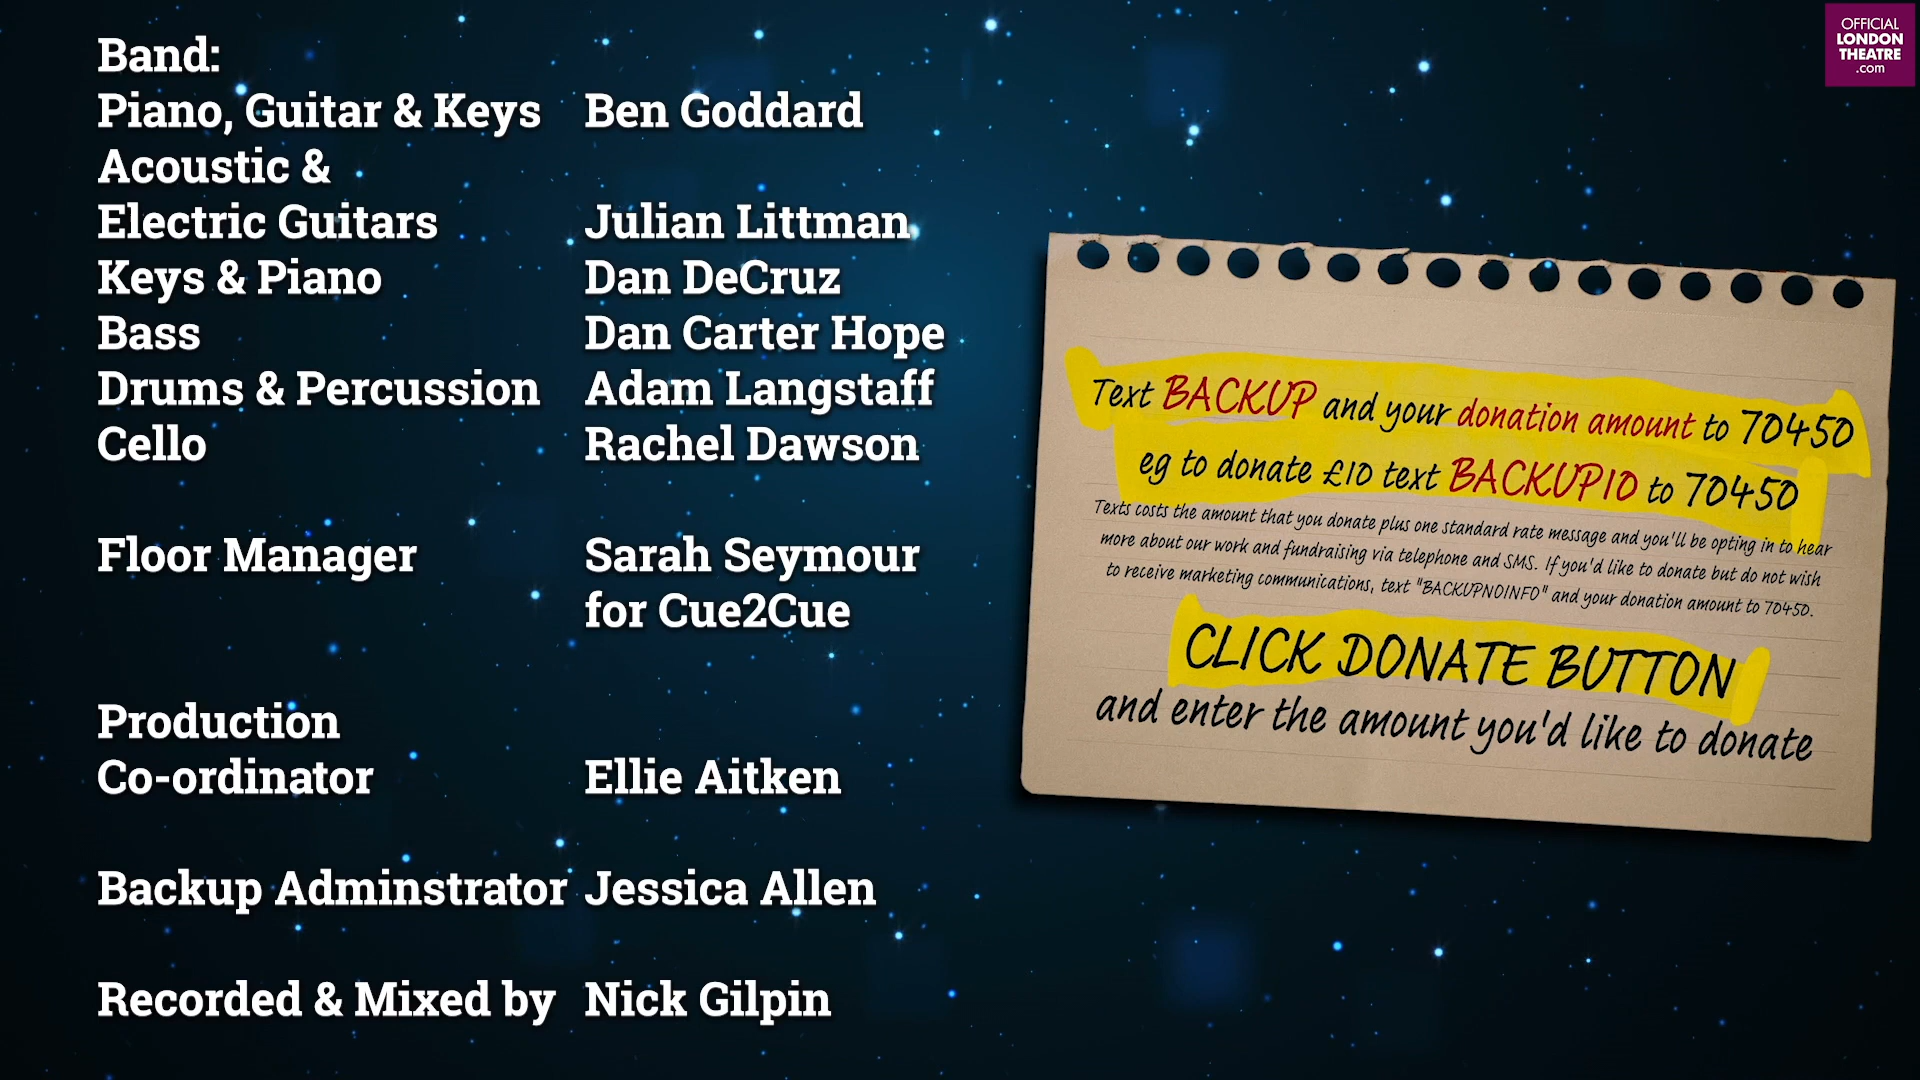 Band:
Piano, Guitar & Keys Ben Goddard
Acoustic &
Electric Guitars Julian Littman
Keys & Piano Dan DeCruz
Bass Dan Carter Hope
Drums & Percussion Adam Langstaff
Cello Rachel Dawson
Floor Manager Sarah Seymour
for Cue2Cue
Production
Co-ordinator Ellie Aitken
Backup Adminstrator Jessica Allen
Recorded & Mixed by Nick Gilpin
OFFICIAL
LONDON
THEATRE
.com
Text BACKUP and your donation amount to 70450
eg to donate £10 text BACKUP10 to 70450
Texts costs the amount that you donate plus one standard rate message and you'll be opting in to hear
more about our work and fundraising via telephone and SMS. If you'd like to donate but do not wish
to receive marketing communications, text "BACKUPNOINFO" and your donation amount to 70450.
CLICK DONATE BUTTON
and enter the amount you'd like to donate